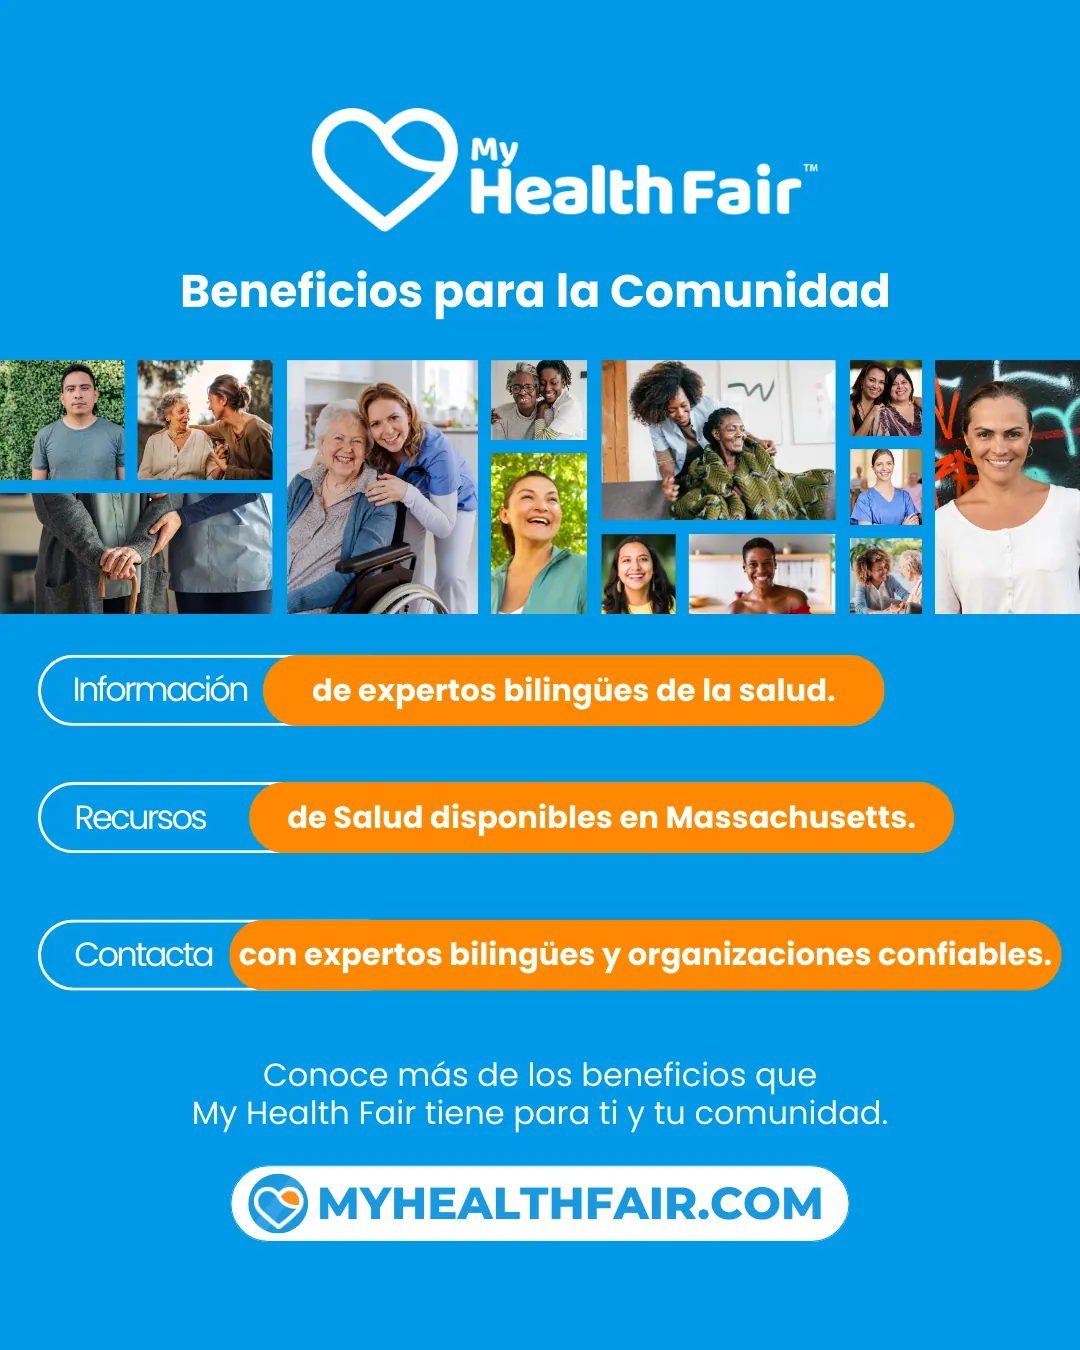 My
HealthFair™
Beneficios para la Comunidad
Información de expertos bilingües de la salud.
Recursos de Salud disponibles en Massachusetts.
Contacta con expertos bilingües y organizaciones confiables.
Conoce más de los beneficios que
My Health Fair tiene para ti y tu comunidad.
MYHEALTHFAIR.COM